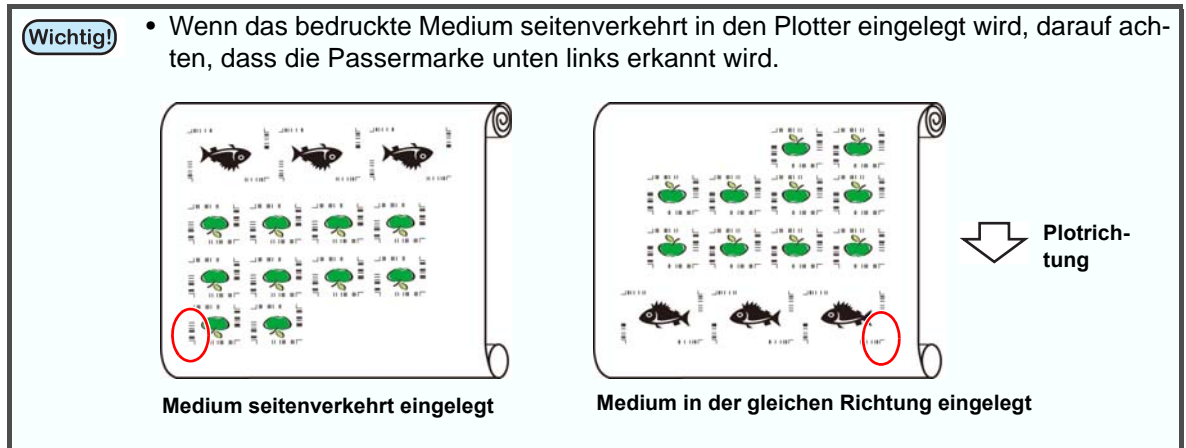 Wichtig!
• Wenn das bedruckte Medium seitenverkehrt in den Plotter eingelegt wird, darauf ach-
ten, dass die Passermarke unten links erkannt wird.
Plotrich-
tung
Medium seitenverkehrt eingelegt
Medium in der gleichen Richtung eingelegt